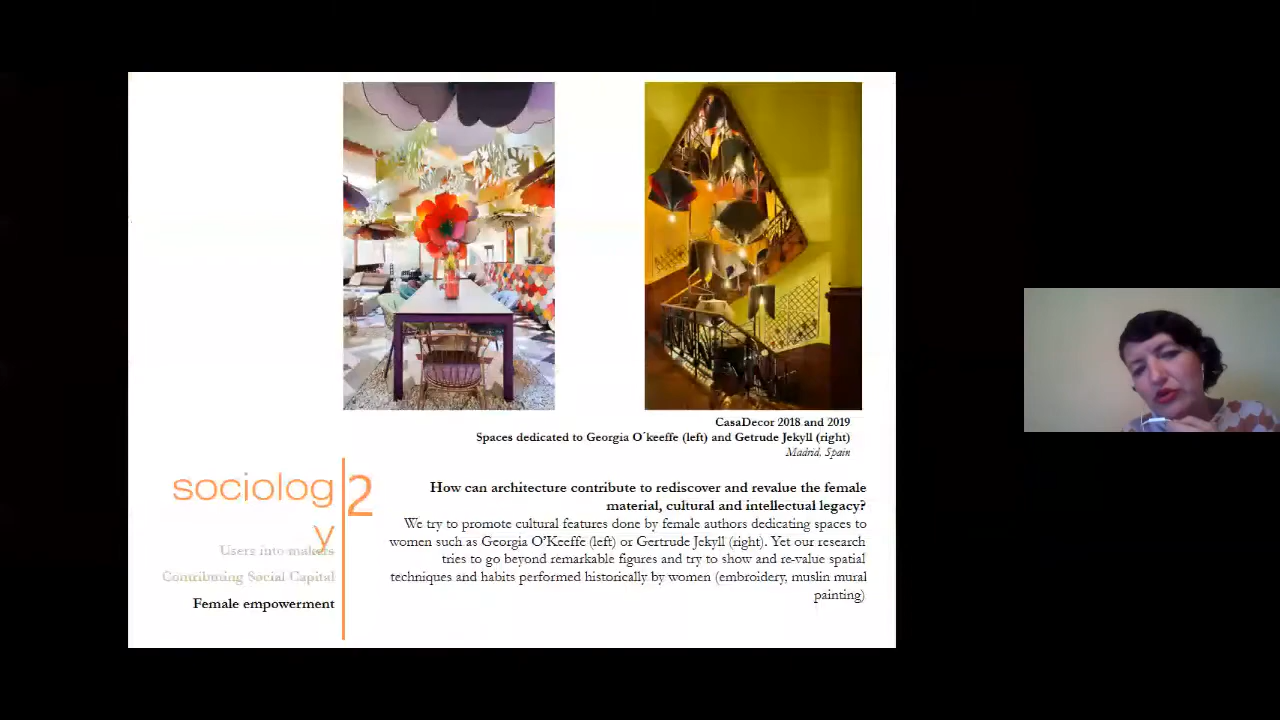 CasaDecor 2018 and 2019
Spaces dedicated to Georgia O´keeffe (left) and Getrude Jekyll (right)
Madrid, Spain
sociolog
y
2
Users into makers
Contributing Social Capital
Female empowerment
How can architecture contribute to rediscover and revalue the female
material, cultural and intellectual legacy?
We try to promote cultural features done by female authors dedicating spaces to
women such as Georgia O'Keeffe (left) or Gertrude Jekyll (right). Yet our research
tries to go beyond remarkable figures and try to show and re-value spatial
techniques and habits performed historically by women (embroidery, muslin mural
painting)